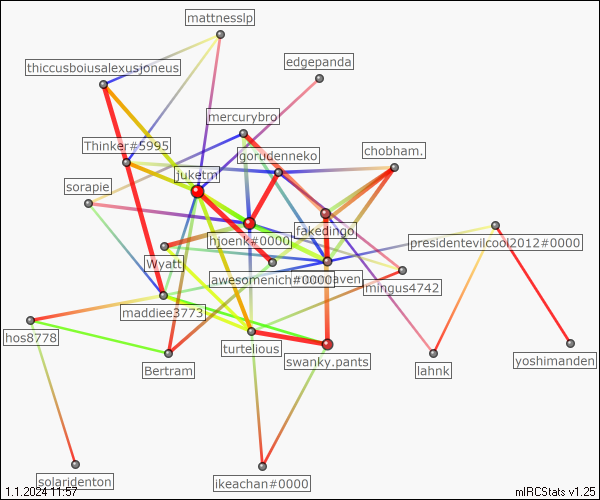 mattnesslp
thiccusboiusalexusjoneus
edgepanda
mercurybro
Thinker#5995
gorudenneko
chobham.
juketm
sorapie
fakedingo
hjoenk#0000
presidentevilcool2012#0000
Wyatt
awesomenich#0000
aven
mingus4742
maddiee3773
hos8778
turtelious
swanky.pants
yoshimanden
Bertram
lahnk
solaridenton
ikeachan#0000
1.1.2024 11:57
mIRCStats v1.25